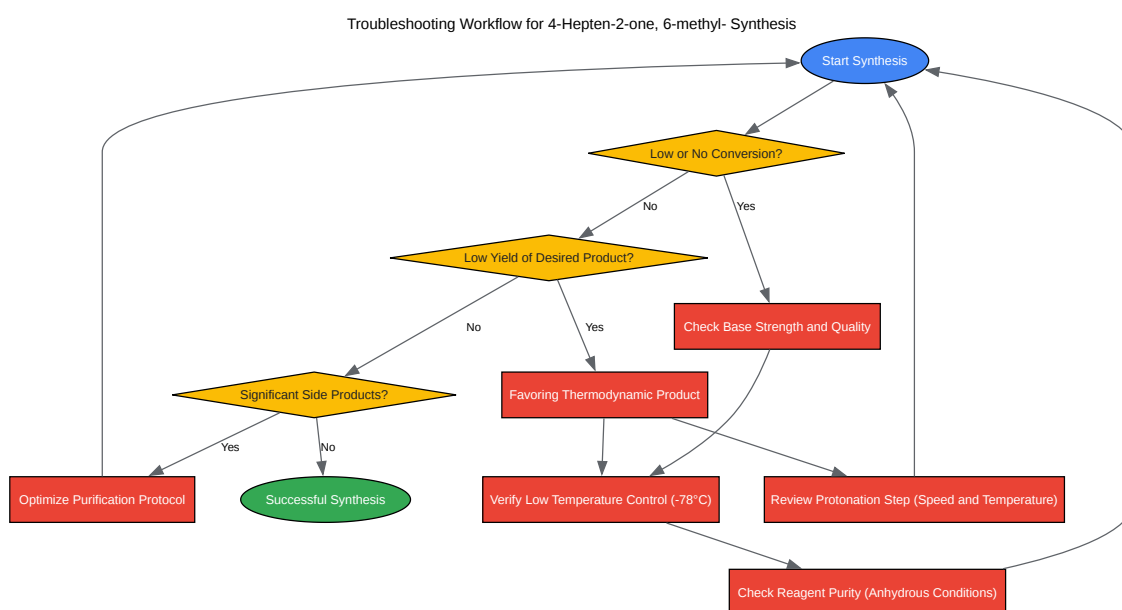 Troubleshooting Workflow for 4-Hepten-2-one, 6-methyl- Synthesis
Start Synthesis
Low or No Conversion?
No
Yes
Low Yield of Desired Product?
Check Base Strength and Quality
No
Yes
Significant Side Products?
Favoring Thermodynamic Product
Yes
No
Optimize Purification Protocol
Successful Synthesis
Verify Low Temperature Control (-78°C)
Review Protonation Step (Speed and Temperature)
Check Reagent Purity (Anhydrous Conditions)